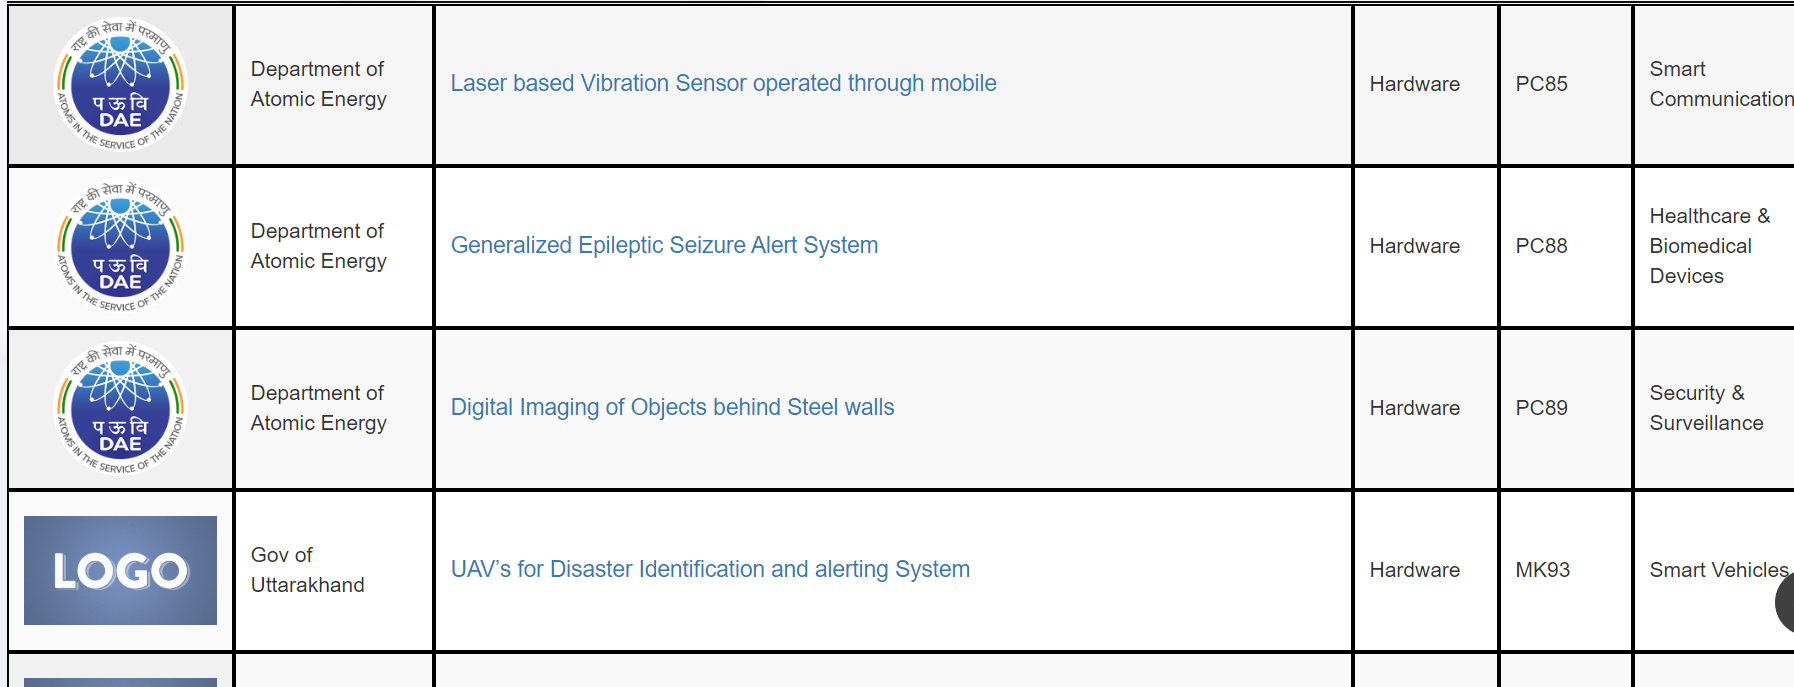 राष्ट्र की सेवा में परमाणु
प ऊ वि
DAE
ATOMS IN THE SERVICE OF THE NATION
Department of
Atomic Energy
Laser based Vibration Sensor operated through mobile
Hardware
PC85
Smart
Communication
राष्ट्र की सेवा में परमाणु
प ऊ वि
DAE
ATOMS IN THE SERVICE OF THE NATION
Department of
Atomic Energy
Generalized Epileptic Seizure Alert System
Hardware
PC88
Healthcare &
Biomedical
Devices
राष्ट्र की सेवा में परमाणु
प ऊ वि
DAE
ATOMS IN THE SERVICE OF THE NATION
Department of
Atomic Energy
Digital Imaging of Objects behind Steel walls
Hardware
PC89
Security &
Surveillance
LOGO
Gov of
Uttarakhand
UAV’s for Disaster Identification and alerting System
Hardware
MK93
Smart Vehicles